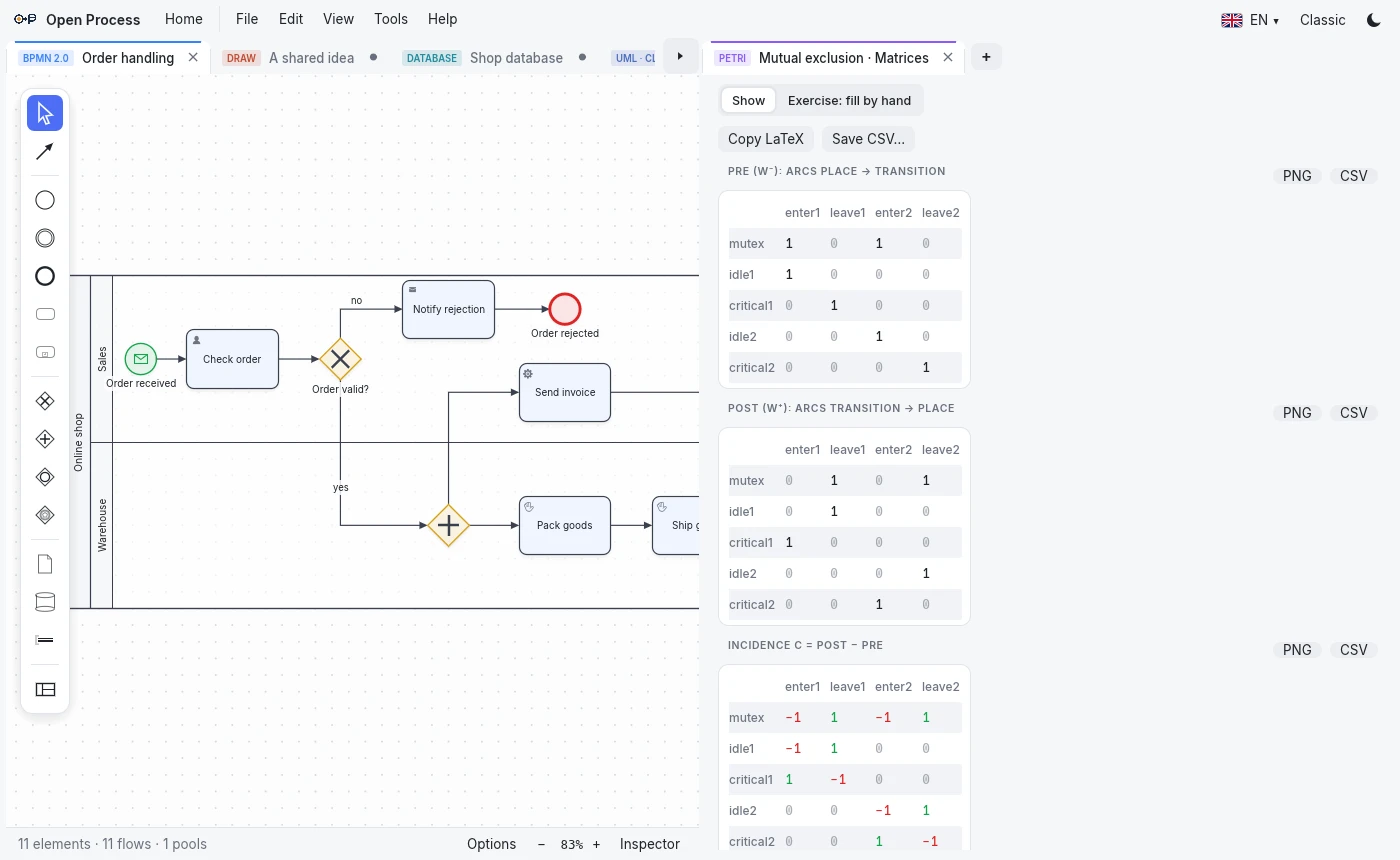 Open Process Home File Edit View Tools Help EN Classic
BPMN 2.0 Order handling DRAW A shared idea DATABASE Shop database UML · CL PETRI Mutual exclusion · Matrices +
Show Exercise: fill by hand
Copy LaTeX Save CSV...
PRE (W⁻): ARCS PLACE → TRANSITION PNG CSV
enter1 leave1 enter2 leave2
mutex 1 0 1 0
idle1 1 0 0 0
critical1 0 1 0 0
idle2 0 0 1 0
critical2 0 0 0 1
POST (W⁺): ARCS TRANSITION → PLACE PNG CSV
enter1 leave1 enter2 leave2
mutex 0 1 0 1
idle1 0 1 0 0
critical1 1 0 0 0
idle2 0 0 0 1
critical2 0 0 1 0
INCIDENCE C = POST − PRE PNG CSV
enter1 leave1 enter2 leave2
mutex −1 1 −1 1
idle1 −1 1 0 0
critical1 1 −1 0 0
idle2 0 0 −1 1
critical2 0 0 1 −1
Online shop
Sales
Warehouse
Order received
Check order
Order valid?
no
Notify rejection
Order rejected
Send invoice
yes
Pack goods
Ship g
11 elements · 11 flows · 1 pools Options − 83% + Inspector